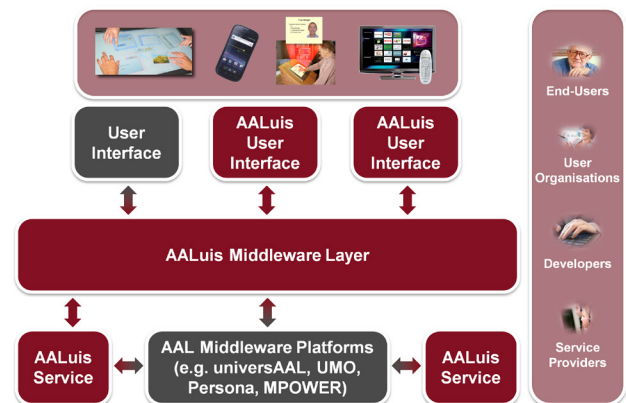 User
Interface
AALuis
User
Interface
AALuis
User
Interface
AALuis Middleware Layer
AALuis
Service
AAL Middleware Platforms
(e.g. universAAL, UMO,
Persona, MPOWER)
AALuis
Service
End-Users
User
Organisations
Developers
Service
Providers